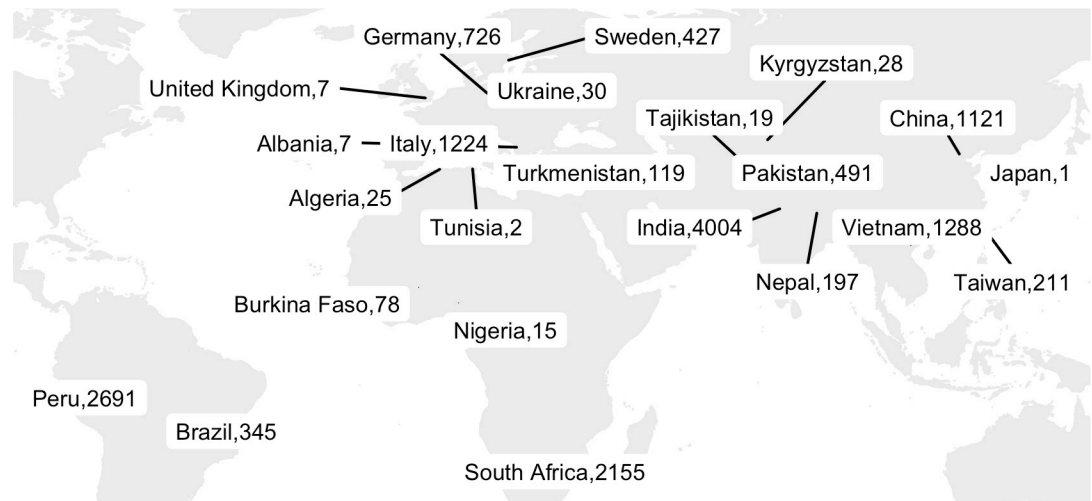 Germany,726
Sweden,427
Kyrgyzstan,28
United Kingdom,7
Ukraine,30
Tajikistan,19
China,1121
Albania,7
Italy,1224
Turkmenistan,119
Pakistan,491
Japan,1
Algeria,25
Tunisia,2
India,4004
Vietnam,1288
Nepal,197
Taiwan,211
Burkina Faso,78
Nigeria,15
Peru,2691
Brazil,345
South Africa,2155